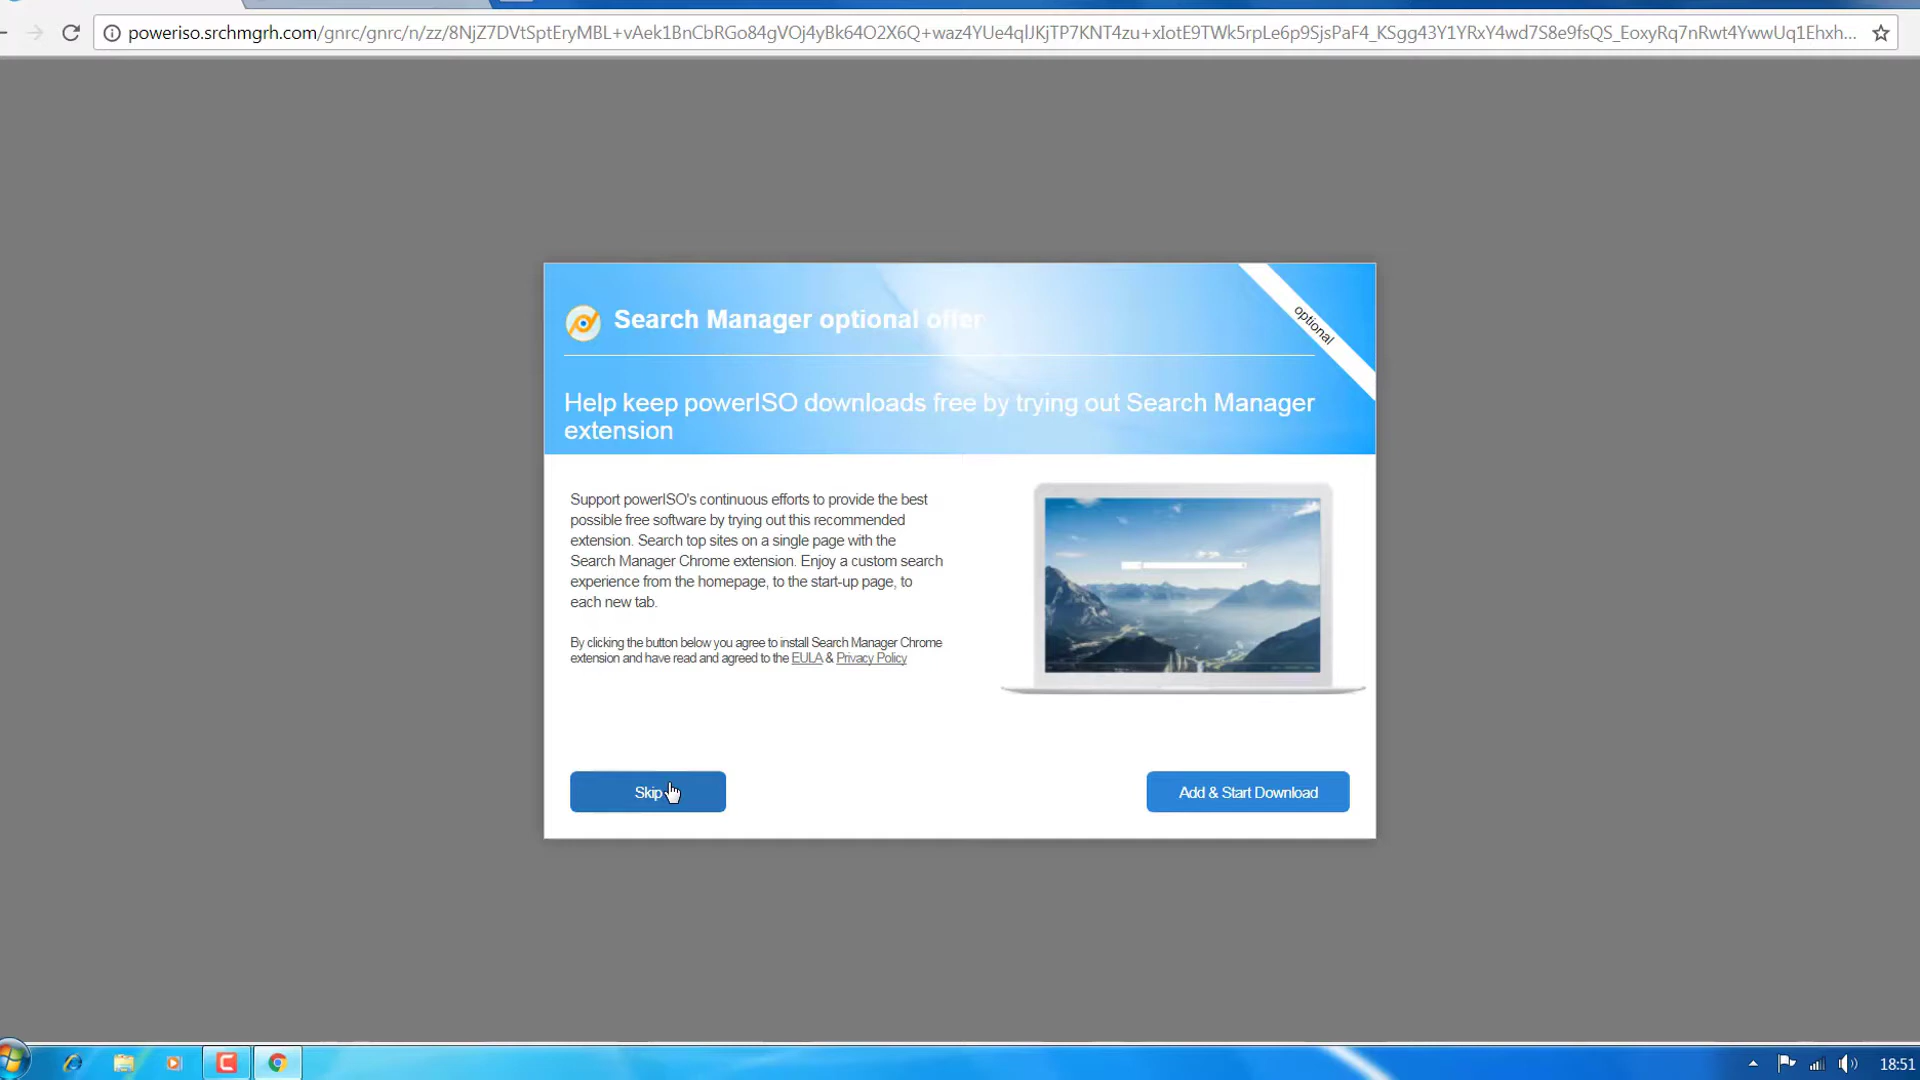 poweriso.srchmgrh.com/gnrc/gnrc/n/zz/8NjZ7DVtSptEryMBL+vAek1BnCbRGo84gVOj4yBk64O2X6Q+waz4YUe4qlJKjTP7KNT4zu+xIotE9TWk5rpLe6p9SjsPaF4_KSgg43Y1YRxY4wd7S8e9fsQS_EoxyRq7nRwt4YwwUq1Ehxh...
Search Manager optional offer
optional
Help keep powerISO downloads free by trying out Search Manager
extension
Support powerISO's continuous efforts to provide the best
possible free software by trying out this recommended
extension. Search top sites on a single page with the
Search Manager Chrome extension. Enjoy a custom search
experience from the homepage, to the start-up page, to
each new tab.
By clicking the button below you agree to install Search Manager Chrome
extension and have read and agreed to the EULA & Privacy Policy
Skip
Add & Start Download
18:51